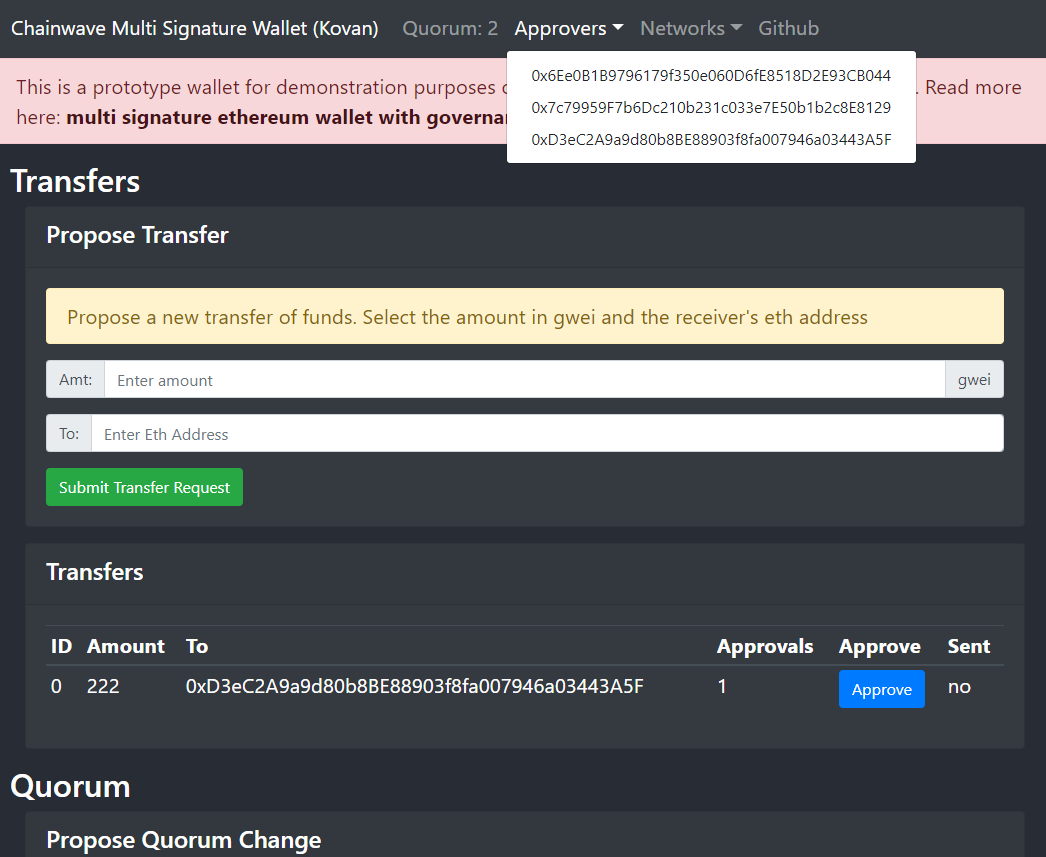 Chainwave Multi Signature Wallet (Kovan) Quorum: 2 Approvers Networks Github
0x6Ee0B1B9796179f350e060D6fE8518D2E93CB044
0x7c79959F7b6Dc210b231c033e7E50b1b2c8E8129
0xD3eC2A9a9d80b8BE88903f8fa007946a03443A5F
This is a prototype wallet for demonstration purposes . Read more
here: multi signature ethereum wallet with
Transfers
Propose Transfer
Propose a new transfer of funds. Select the amount in gwei and the receiver's eth address
Amt: Enter amount gwei
To: Enter Eth Address
Submit Transfer Request
Transfers
ID Amount To Approvals Approve Sent
0 222 0xD3eC2A9a9d80b8BE88903f8fa007946a03443A5F 1 Approve no
Quorum
Propose Quorum Change